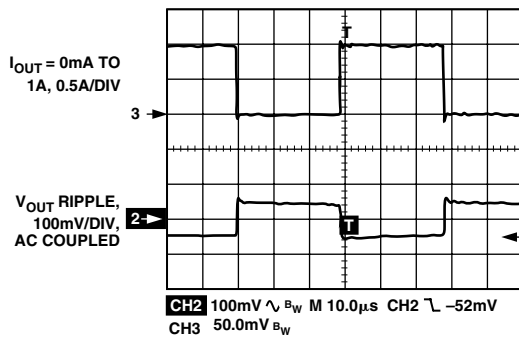 T
I_OUT = 0mA TO
1A, 0.5A/DIV
3
V_OUT RIPPLE,
100mV/DIV,
AC COUPLED
2
T
CH2 100mV ∿ B_W M 10.0µs CH2 ⁊ –52mV
CH3 50.0mV B_W